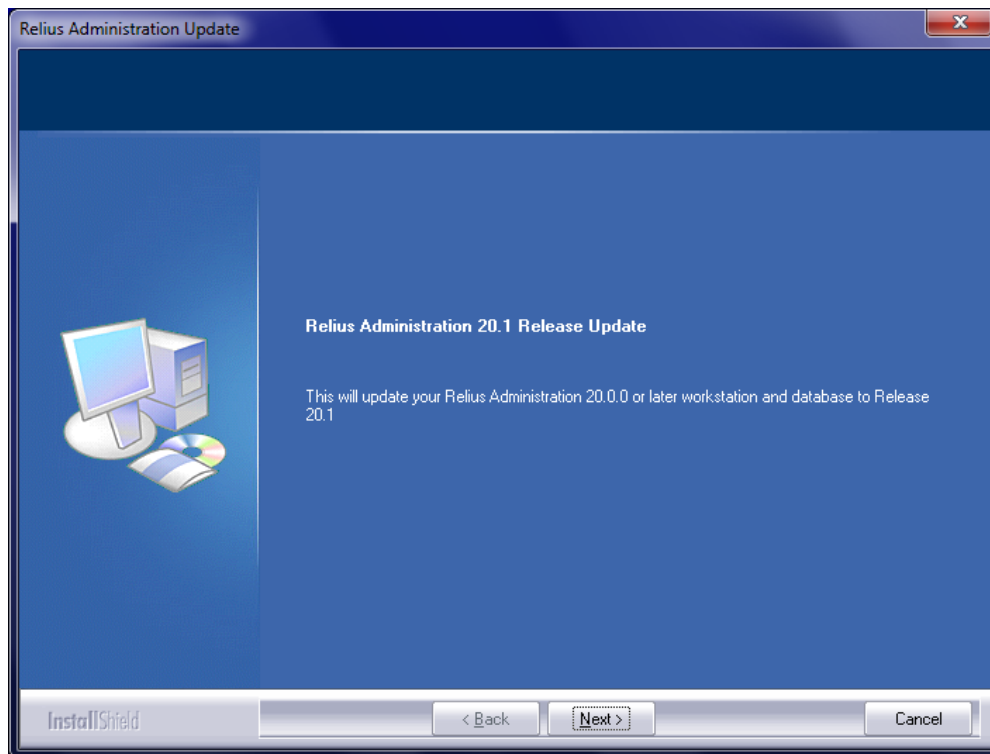 Relius Administration Update
Relius Administration 20.1 Release Update
This will update your Relius Administration 20.0.0 or later workstation and database to Release
20.1
InstallShield
< Back
Next >
Cancel